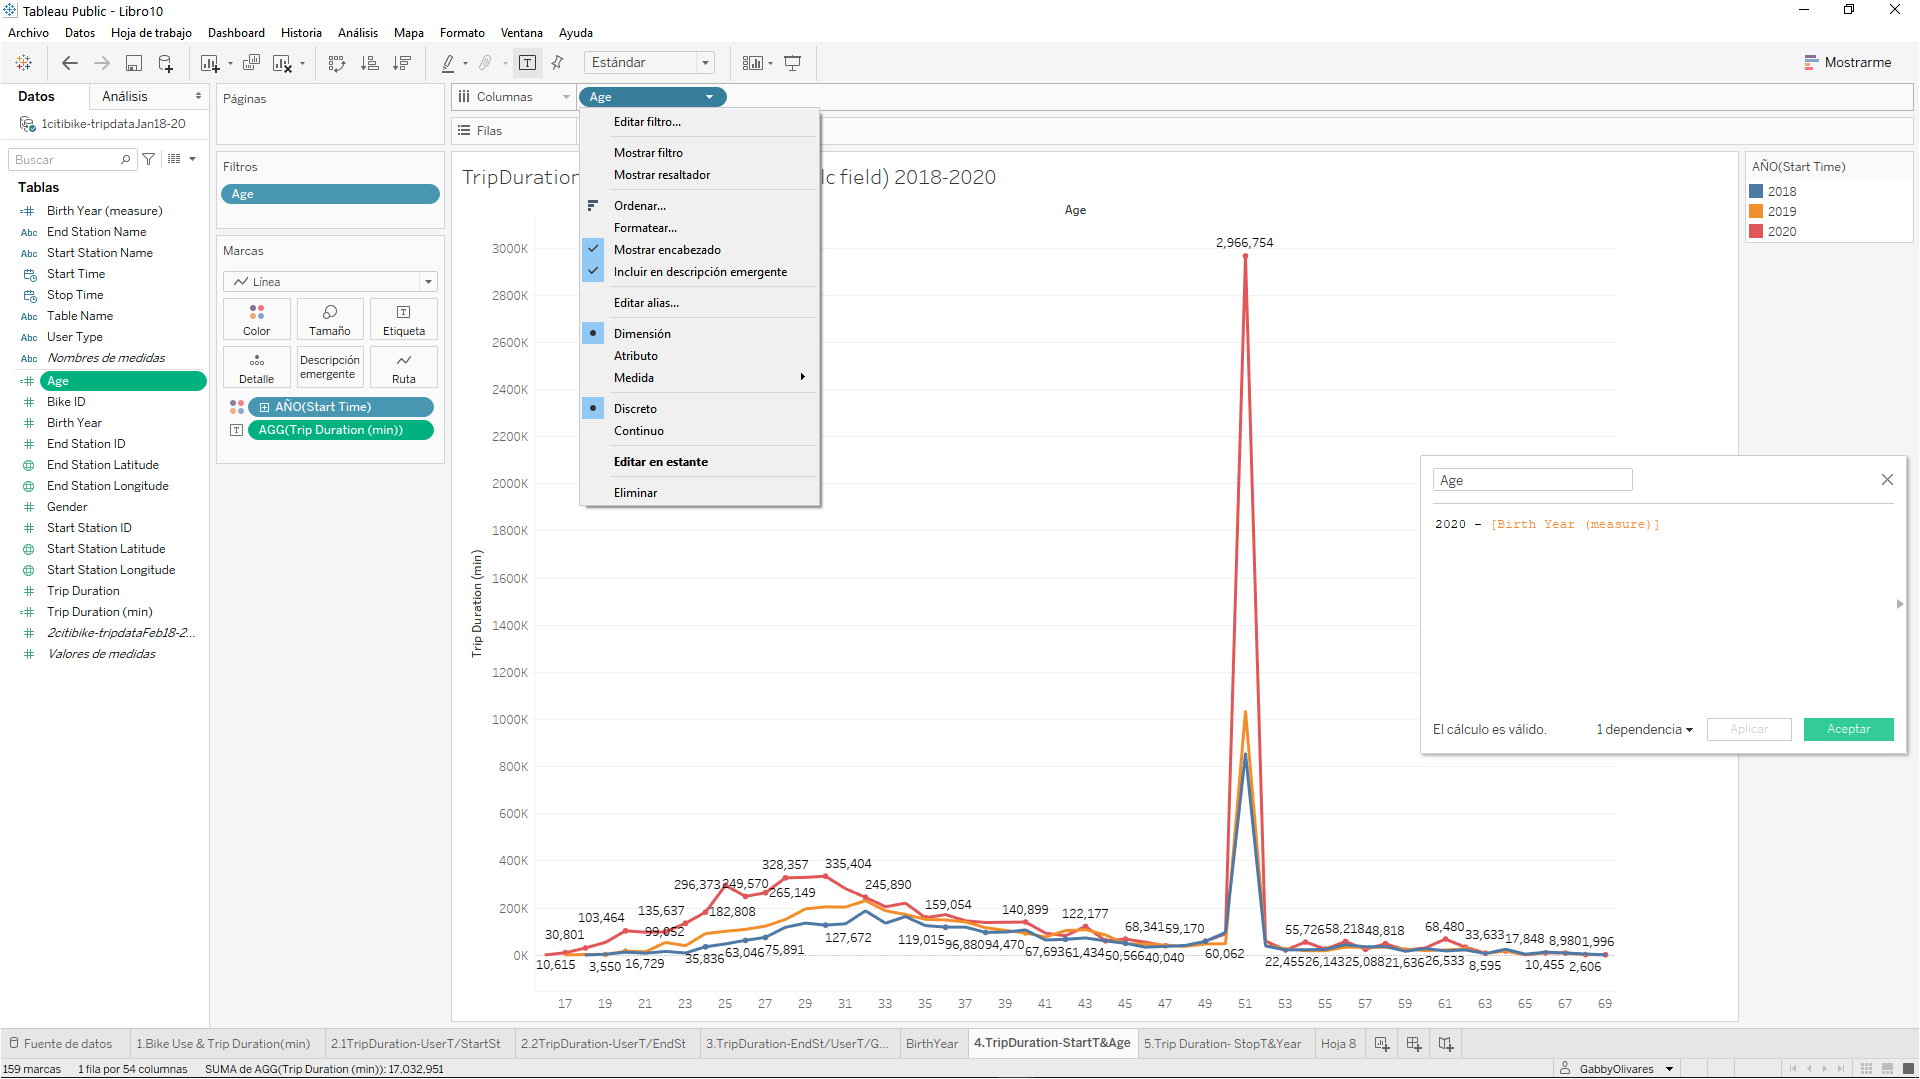 Tableau Public - Libro10
Archivo Datos Hoja de trabajo Dashboard Historia Análisis Mapa Formato Ventana Ayuda
Estándar
Mostrarme
Datos
Análisis
1citibike-tripdataJan18-20
Buscar
Tablas
Birth Year (measure)
Abc End Station Name
Abc Start Station Name
Start Time
Stop Time
Abc Table Name
Abc User Type
Abc Nombres de medidas
Age
Bike ID
Birth Year
End Station ID
End Station Latitude
End Station Longitude
Gender
Start Station ID
Start Station Latitude
Start Station Longitude
Trip Duration
Trip Duration (min)
2citibike-tripdataFeb18-2...
Valores de medidas
Páginas
Filtros
Age
Marcas
Línea
Color
Tamaño
Etiqueta
Detalle
Descripción emergente
Ruta
AÑO(Start Time)
AGG(Trip Duration (min))
Columnas
Age
Filas
Editar filtro...
Mostrar filtro
Mostrar resaltador
Ordenar...
Formatear...
Mostrar encabezado
Incluir en descripción emergente
Editar alias...
Dimensión
Atributo
Medida
Discreto
Continuo
Editar en estante
Eliminar
TripDuration
lc field) 2018-2020
Age
Trip Duration (min)
3000K
2800K
2600K
2400K
2200K
2000K
1800K
1600K
1400K
1200K
1000K
800K
600K
400K
200K
0K
2,966,754
328,357 335,404
296,373 249,570 265,149 245,890
103,464 135,637 182,808 159,054 140,899 122,177
30,801 99,052 68,341 59,170 55,726 58,218 48,818 68,480 33,633 17,848 8,980 1,996
127,672 119,015 96,880 94,470
10,615 3,550 16,729 35,836 63,046 75,891 67,693 61,434 50,566 40,040 60,062 22,455 26,143 25,088 21,636 26,533 8,595 10,455 2,606
17 19 21 23 25 27 29 31 33 35 37 39 41 43 45 47 49 51 53 55 57 59 61 63 65 67 69
AÑO(Start Time)
2018
2019
2020
Age
2020 - [Birth Year (measure)]
El cálculo es válido.
1 dependencia
Aplicar
Aceptar
Fuente de datos
1.Bike Use & Trip Duration(min)
2.1TripDuration-UserT/StartSt
2.2TripDuration-UserT/EndSt
3.TripDuration-EndSt/UserT/G...
BirthYear
4.TripDuration-StartT&Age
5.Trip Duration- StopT&Year
Hoja 8
159 marcas
1 fila por 54 columnas
SUMA de AGG(Trip Duration (min)): 17,032,951
GabbyOlivares